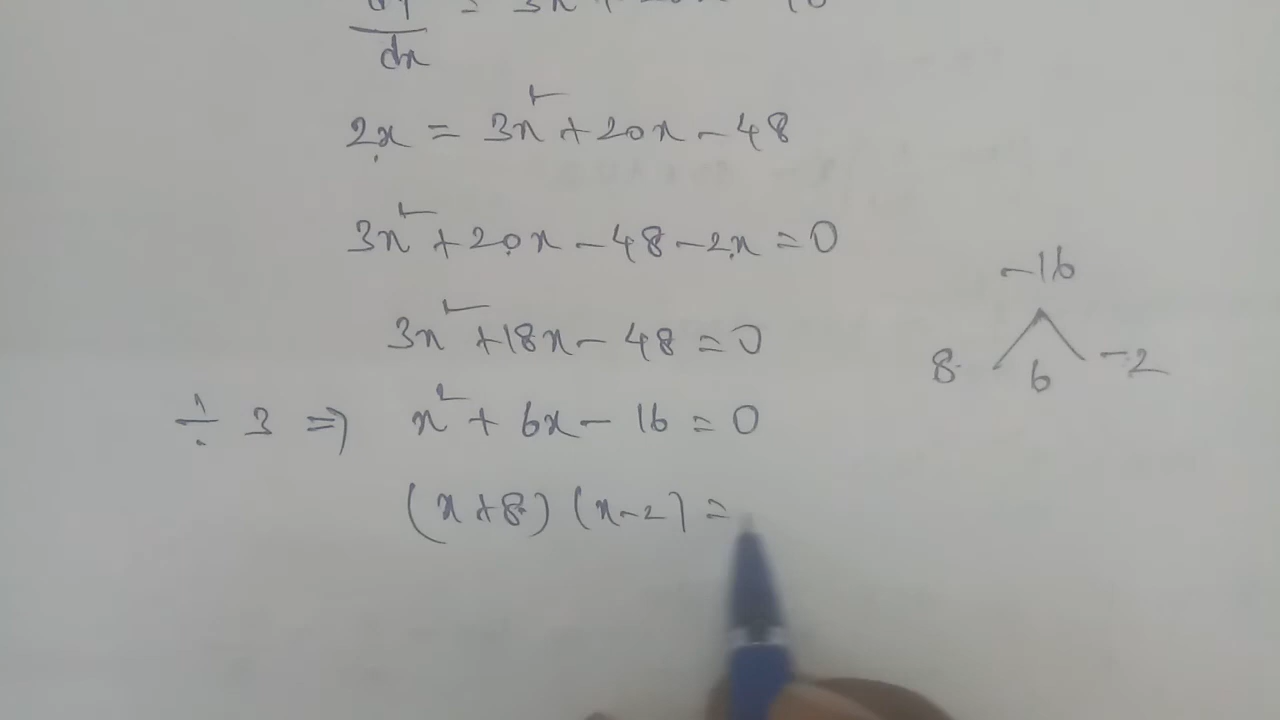 dx
2x = 3x² + 20x - 48
3x² + 20x - 48 - 2x = 0
3x² + 18x - 48 = 0
÷ 3 ⇒ x² + 6x - 16 = 0
(x + 8) (x - 2) =
-16
8 6 -2